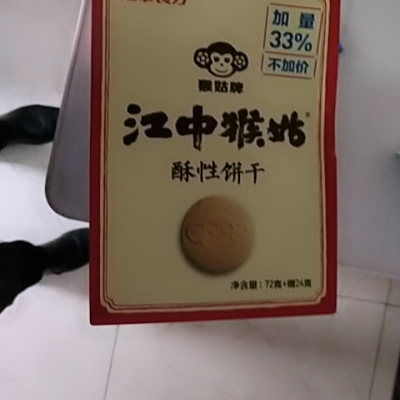 加量
33%
不加价
猴姑牌
江中猴姑®
酥性饼干
净含量：72克+赠24克